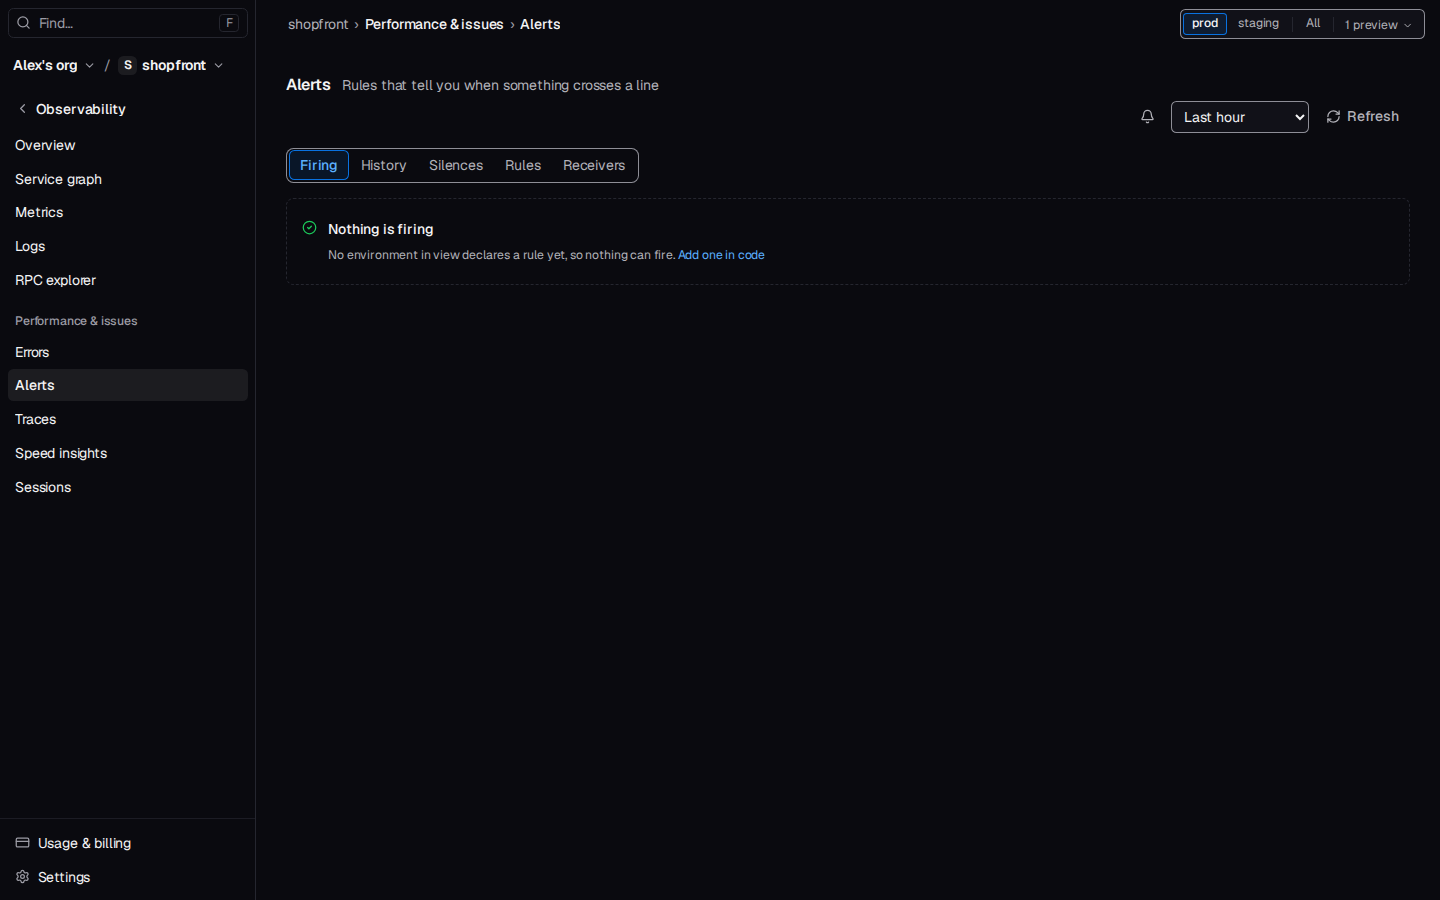 Find...
F
Alex's org
/
S
shopfront
Observability
Overview
Service graph
Metrics
Logs
RPC explorer
Performance & issues
Errors
Alerts
Traces
Speed insights
Sessions
Usage & billing
Settings
shopfront › Performance & issues › Alerts
prod
staging
All
1 preview
Alerts
Rules that tell you when something crosses a line
Last hour
Refresh
Firing
History
Silences
Rules
Receivers
Nothing is firing
No environment in view declares a rule yet, so nothing can fire. Add one in code